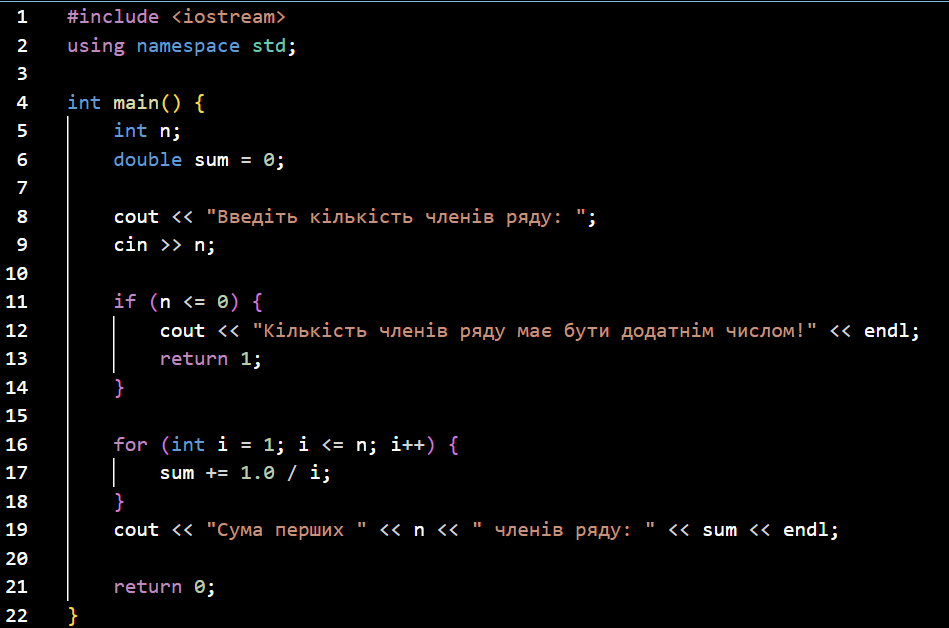 1 #include <iostream>
2 using namespace std;
3
4 int main() {
5 int n;
6 double sum = 0;
7
8 cout << "Введіть кількість членів ряду: ";
9 cin >> n;
10
11 if (n <= 0) {
12 cout << "Кількість членів ряду має бути додатнім числом!" << endl;
13 return 1;
14 }
15
16 for (int i = 1; i <= n; i++) {
17 sum += 1.0 / i;
18 }
19 cout << "Сума перших " << n << " членів ряду: " << sum << endl;
20
21 return 0;
22 }